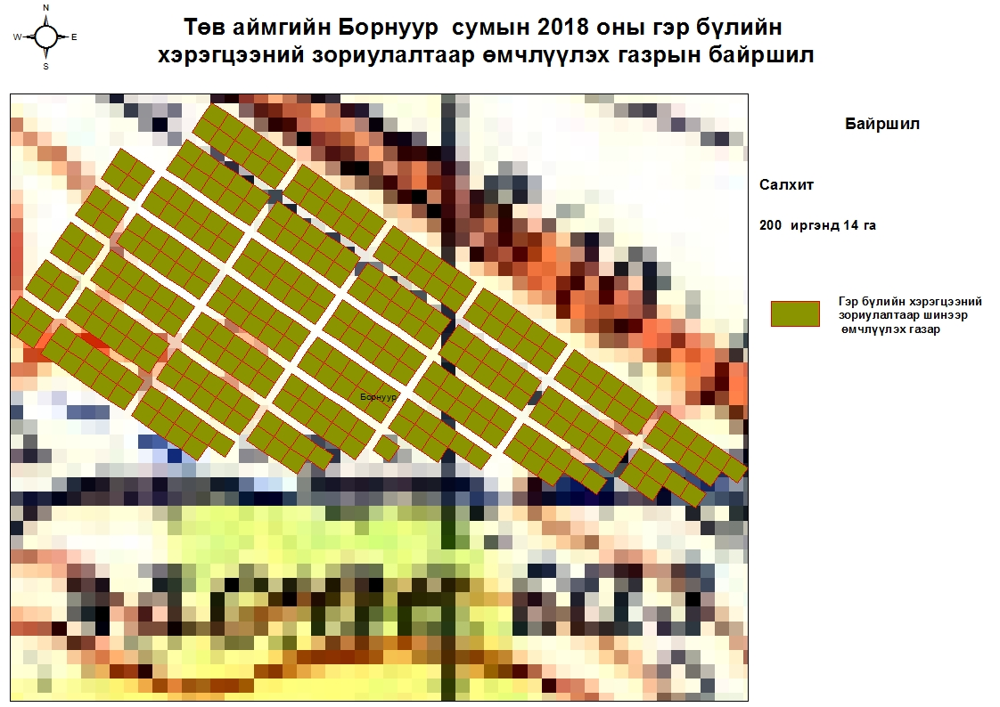 N
W E
S
Төв аймгийн Борнуур сумын 2018 оны гэр бүлийн
хэрэгцээний зориулалтаар өмчлүүлэх газрын байршил
Байршил
Салхит
200 иргэнд 14 га
Гэр бүлийн хэрэгцээний
зориулалтаар шинээр
өмчлүүлэх газар
Борнуур